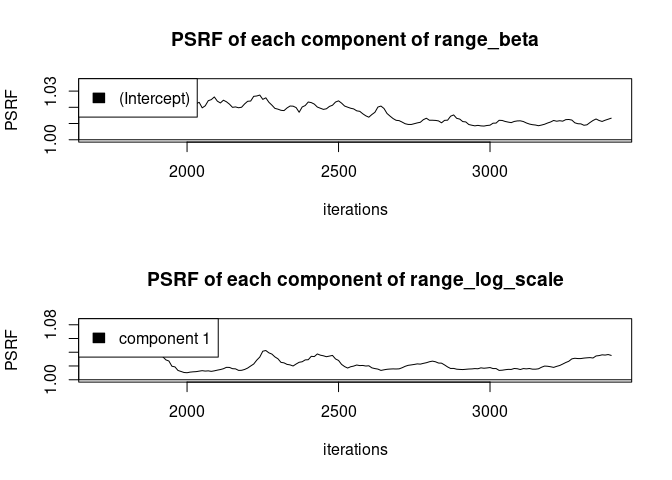 PSRF of each component of range_beta
PSRF
1.03
1.00
(Intercept)
2000 2500 3000
iterations
PSRF of each component of range_log_scale
PSRF
1.08
1.00
component 1
2000 2500 3000
iterations